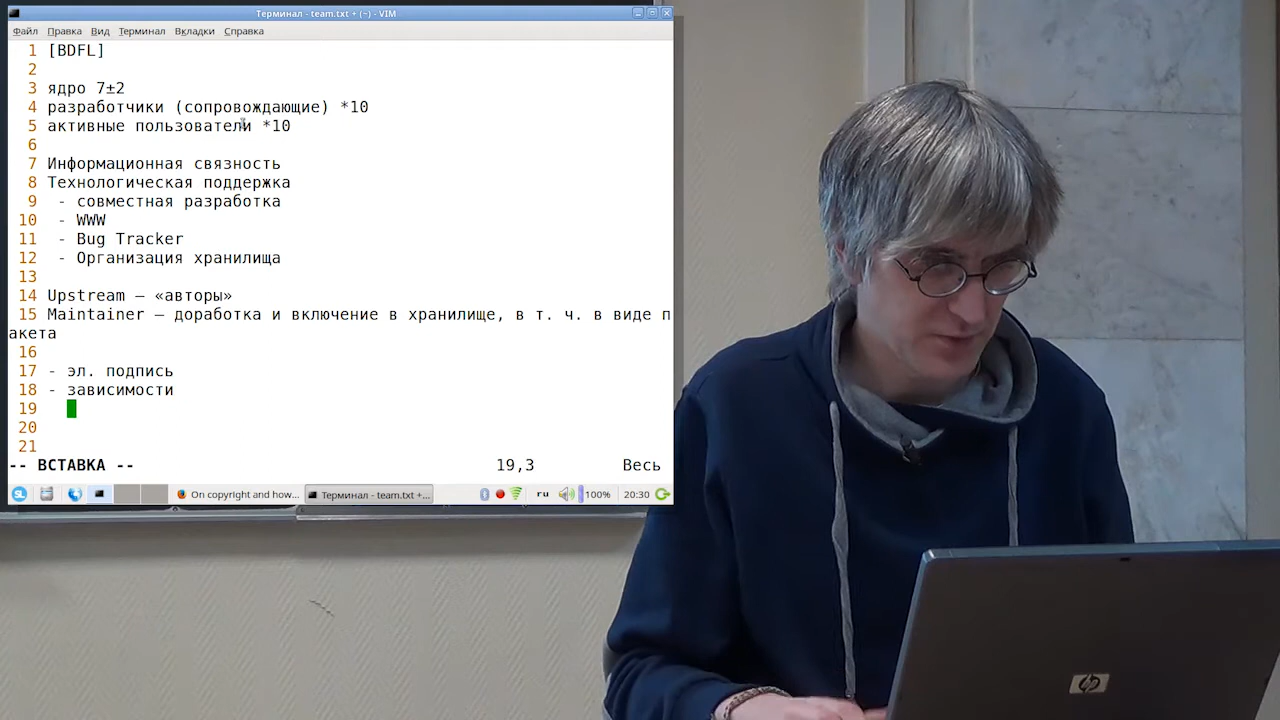 Терминал - team.txt + (~) - VIM
Файл Правка Вид Терминал Вкладки Справка
1 [BDFL]
2
3 ядро 7±2
4 разработчики (сопровождающие) *10
5 активные пользователи *10
6
7 Информационная связность
8 Технологическая поддержка
9 - совместная разработка
10 - WWW
11 - Bug Tracker
12 - Организация хранилища
13
14 Upstream — «авторы»
15 Maintainer — доработка и включение в хранилище, в т. ч. в виде п
акета
16
17 - эл. подпись
18 - зависимости
19
20
21
-- ВСТАВКА -- 19,3 Весь
On copyright and how... Терминал - team.txt +... ru 100% 20:30
hp